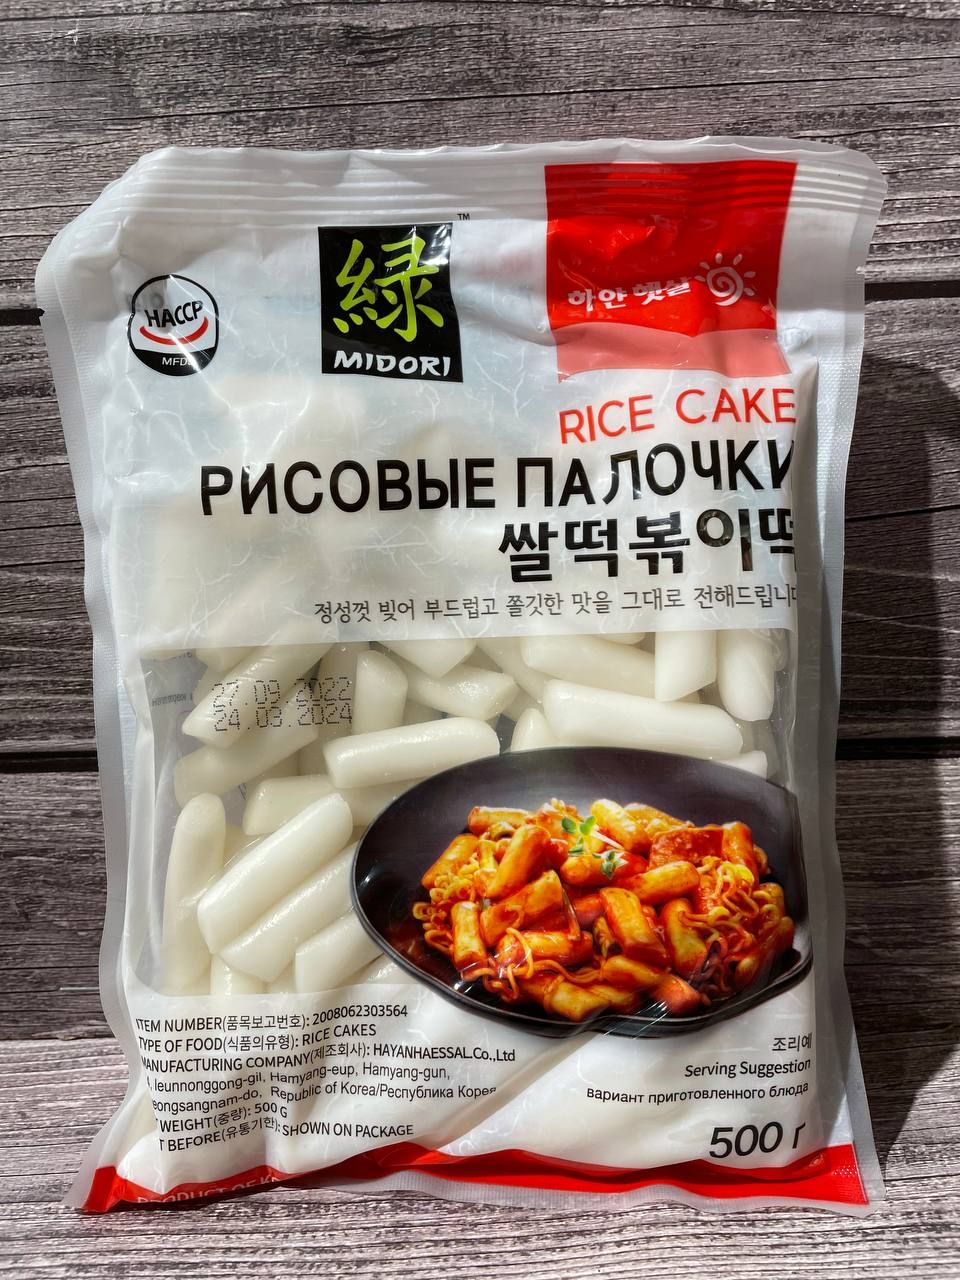 TM
綠
MIDORI
HACCP
하얀햇살
RICE CAKE
РИСОВЫЕ ПАЛОЧКИ
쌀떡볶이떡
정성껏 빚어 부드럽고 쫄깃한 맛을 그대로 전해드립니다
27.09.2022
24.03.2024
ITEM NUMBER(품목보고번호): 2008062303564
TYPE OF FOOD(식품의유형): RICE CAKES
MANUFACTURING COMPANY(제조회사): HAYANHAESSAL.Co.,Ltd
leunnonggong-gil, Hamyang-eup, Hamyang-gun,
eongsangnam-do, Republic of Korea/Республика Корея
WEIGHT(중량): 500 G
T BEFORE(유통기한): SHOWN ON PACKAGE
조리예
Serving Suggestion
вариант приготовленного блюда
500 г
PRODUCT OF